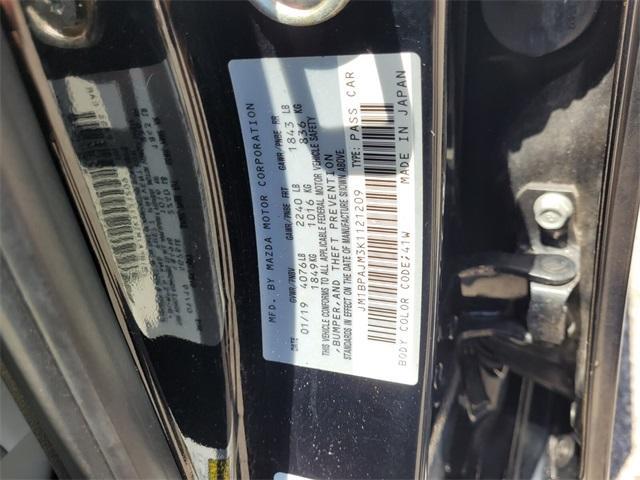 MFD. BY MAZDA MOTOR CORPORATION
DATE GVWR/PNBV GAWR/PNBE FRT GAWR/PNBE RR
01/19 4076LB 2240 LB 1843 LB
1849KG 1016 KG 836 KG
THIS VEHICLE CONFORMS TO ALL APPLICABLE FEDERAL MOTOR VEHICLE SAFETY
, BUMPER, AND THEFT PREVENTION
STANDARDS IN EFFECT ON THE DATE OF MANUFACTURE SHOWN ABOVE.
JM1BPAJM5K1121209 TYPE: PASS CAR
BODY COLOR CODE:41W MADE IN JAPAN